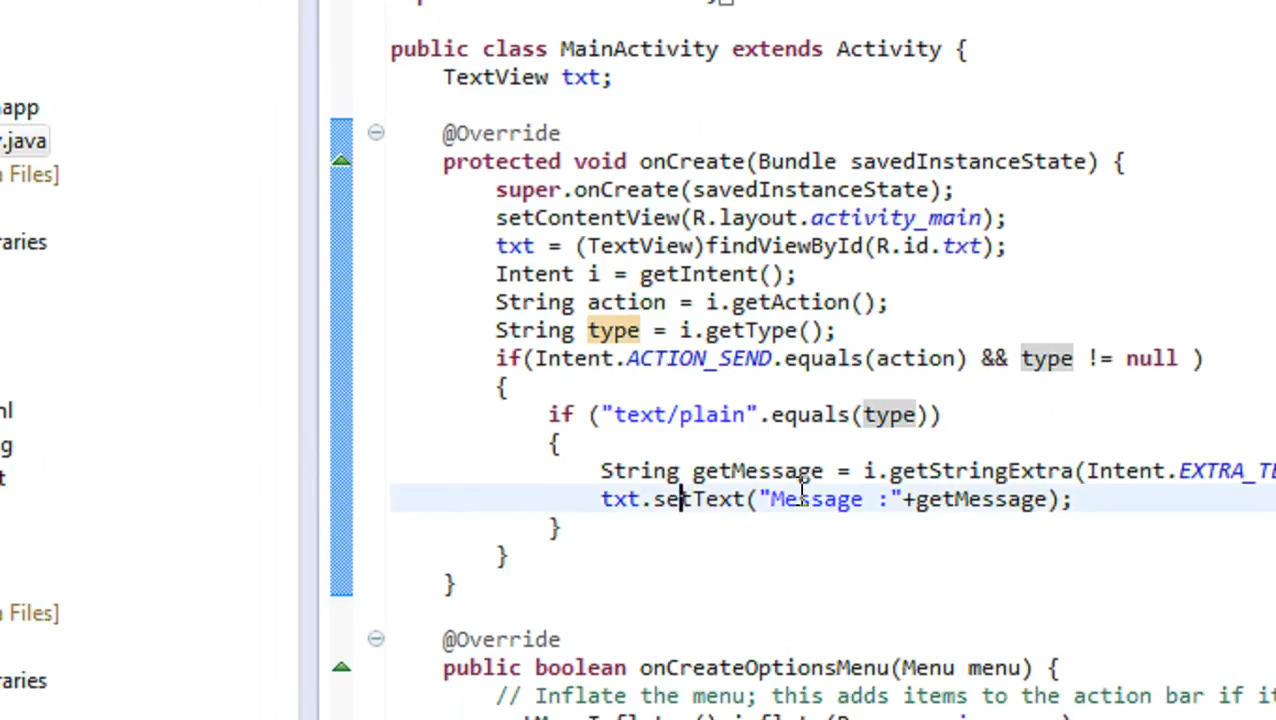 app
.java
Files]
raries
Files]
raries
public class MainActivity extends Activity {
TextView txt;
@Override
protected void onCreate(Bundle savedInstanceState) {
super.onCreate(savedInstanceState);
setContentView(R.layout.activity_main);
txt = (TextView)findViewById(R.id.txt);
Intent i = getIntent();
String action = i.getAction();
String type = i.getType();
if(Intent.ACTION_SEND.equals(action) && type != null )
{
if ("text/plain".equals(type))
{
String getMessage = i.getStringExtra(Intent.EXTRA_TE
txt.setText("Message :"+getMessage);
}
}
}
@Override
public boolean onCreateOptionsMenu(Menu menu) {
// Inflate the menu; this adds items to the action bar if i